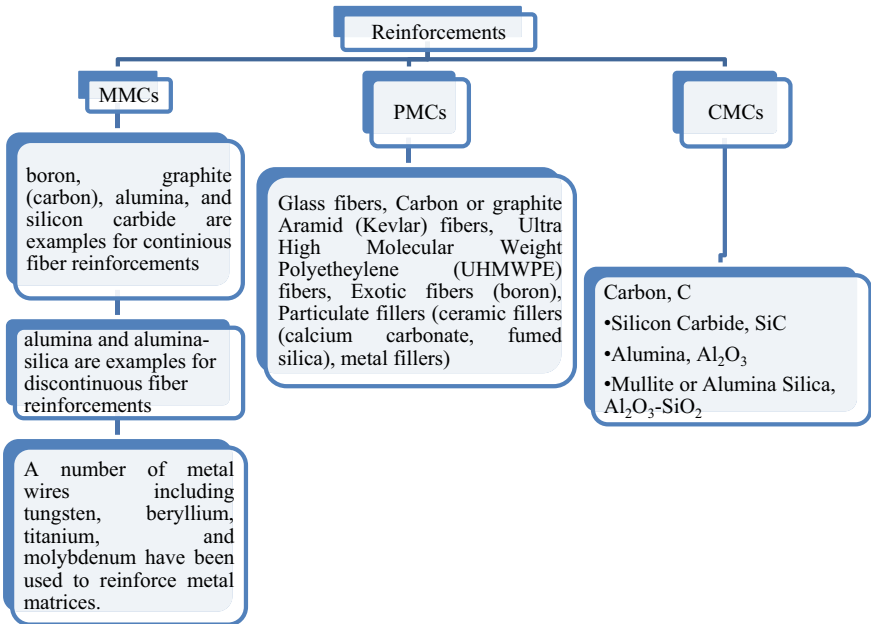 Reinforcements
MMCs
boron, graphite
(carbon), alumina, and
silicon carbide are
examples for continious
fiber reinforcements
alumina and alumina-
silica are examples for
discontinuous fiber
reinforcements
A number of metal
wires including
tungsten, beryllium,
titanium, and
molybdenum have been
used to reinforce metal
matrices.
PMCs
Glass fibers, Carbon or graphite
Aramid (Kevlar) fibers, Ultra
High Molecular Weight
Polyetheylene (UHMWPE)
fibers, Exotic fibers (boron),
Particulate fillers (ceramic fillers
(calcium carbonate, fumed
silica), metal fillers)
CMCs
Carbon, C
•Silicon Carbide, SiC
•Alumina, Al₂O₃
•Mullite or Alumina Silica,
Al₂O₃-SiO₂